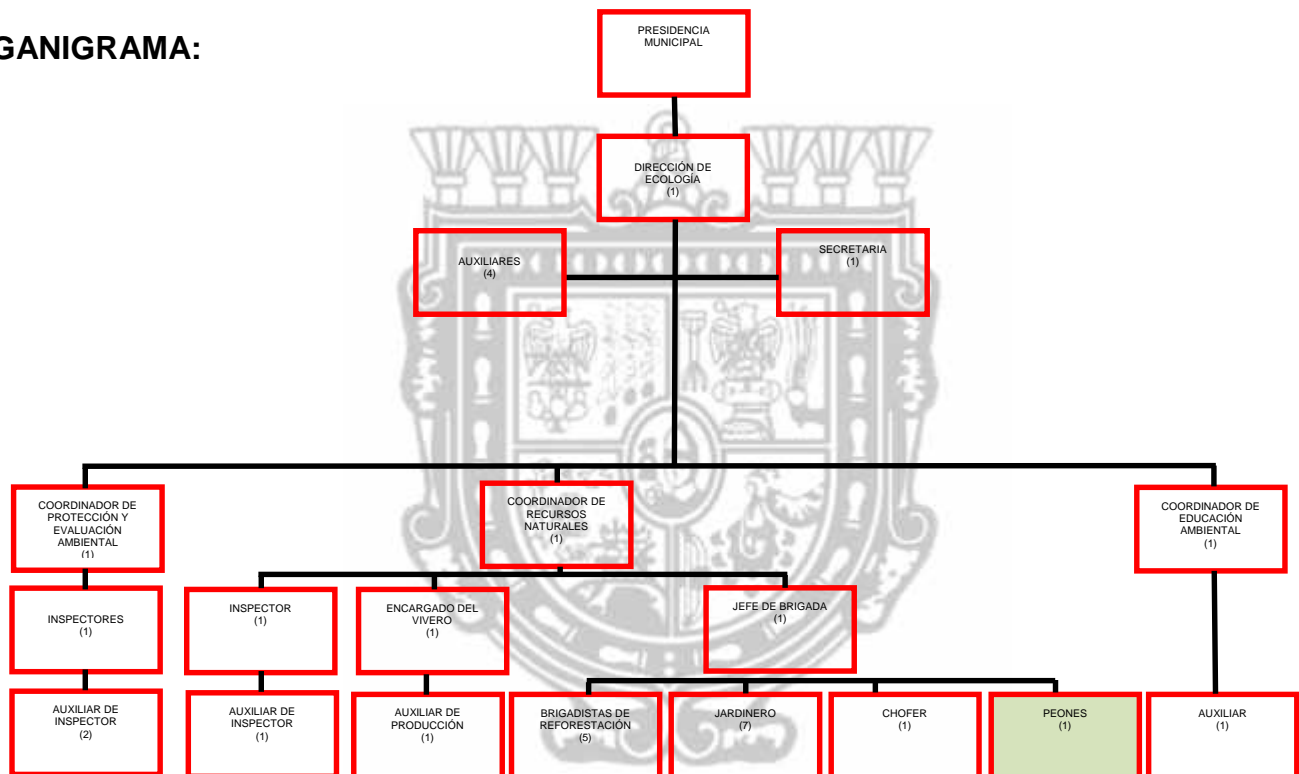 GANIGRAMA:
PRESIDENCIA
MUNICIPAL
DIRECCIÓN DE
ECOLOGÍA
(1)
AUXILIARES
(4)
SECRETARIA
(1)
COORDINADOR DE
PROTECCIÓN Y
EVALUACIÓN
AMBIENTAL
(1)
COORDINADOR DE
RECURSOS
NATURALES
(1)
COORDINADOR DE
EDUCACIÓN
AMBIENTAL
(1)
INSPECTORES
(1)
INSPECTOR
(1)
ENCARGADO DEL
VIVERO
(1)
JEFE DE BRIGADA
(1)
AUXILIAR DE
INSPECTOR
(2)
AUXILIAR DE
INSPECTOR
(1)
AUXILIAR DE
PRODUCCIÓN
(1)
BRIGADISTAS DE
REFORESTACIÓN
(5)
JARDINERO
(7)
CHOFER
(1)
PEONES
(1)
AUXILIAR
(1)